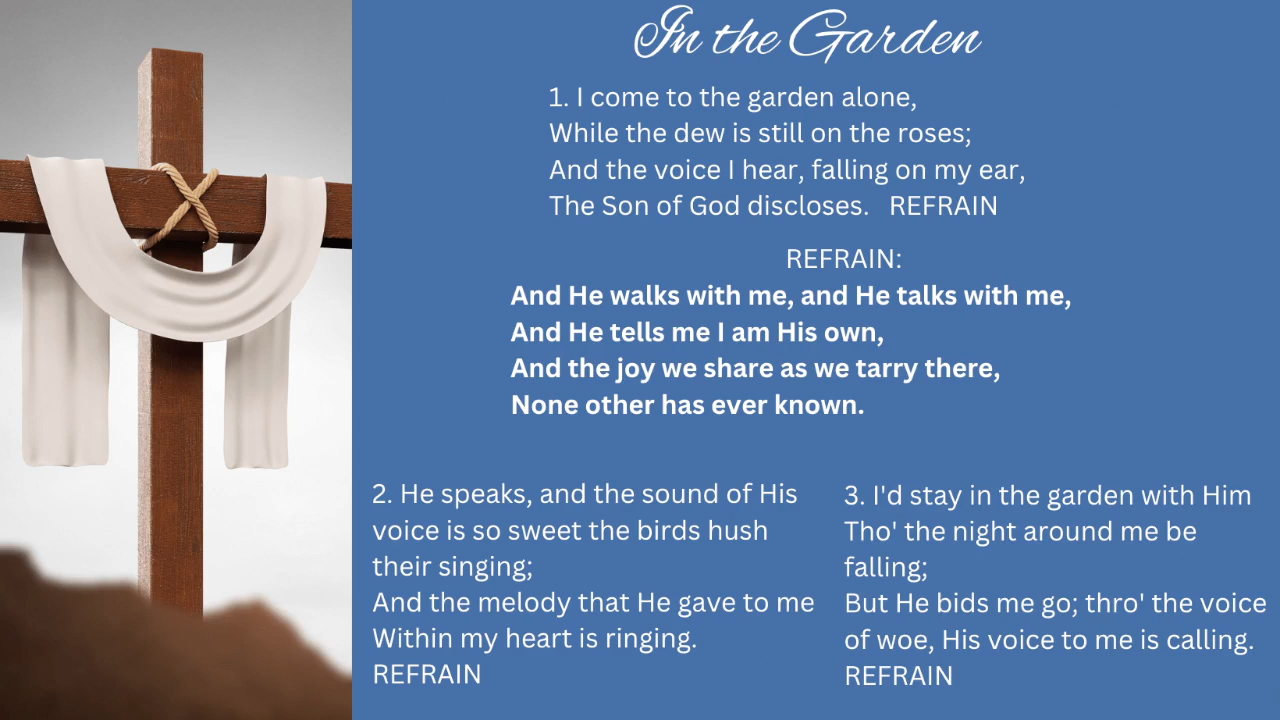 In the Garden
1. I come to the garden alone,
While the dew is still on the roses;
And the voice I hear, falling on my ear,
The Son of God discloses. REFRAIN
REFRAIN:
And He walks with me, and He talks with me,
And He tells me I am His own,
And the joy we share as we tarry there,
None other has ever known.
2. He speaks, and the sound of His
voice is so sweet the birds hush
their singing;
And the melody that He gave to me
Within my heart is ringing.
REFRAIN
3. I'd stay in the garden with Him
Tho' the night around me be
falling;
But He bids me go; thro' the voice
of woe, His voice to me is calling.
REFRAIN